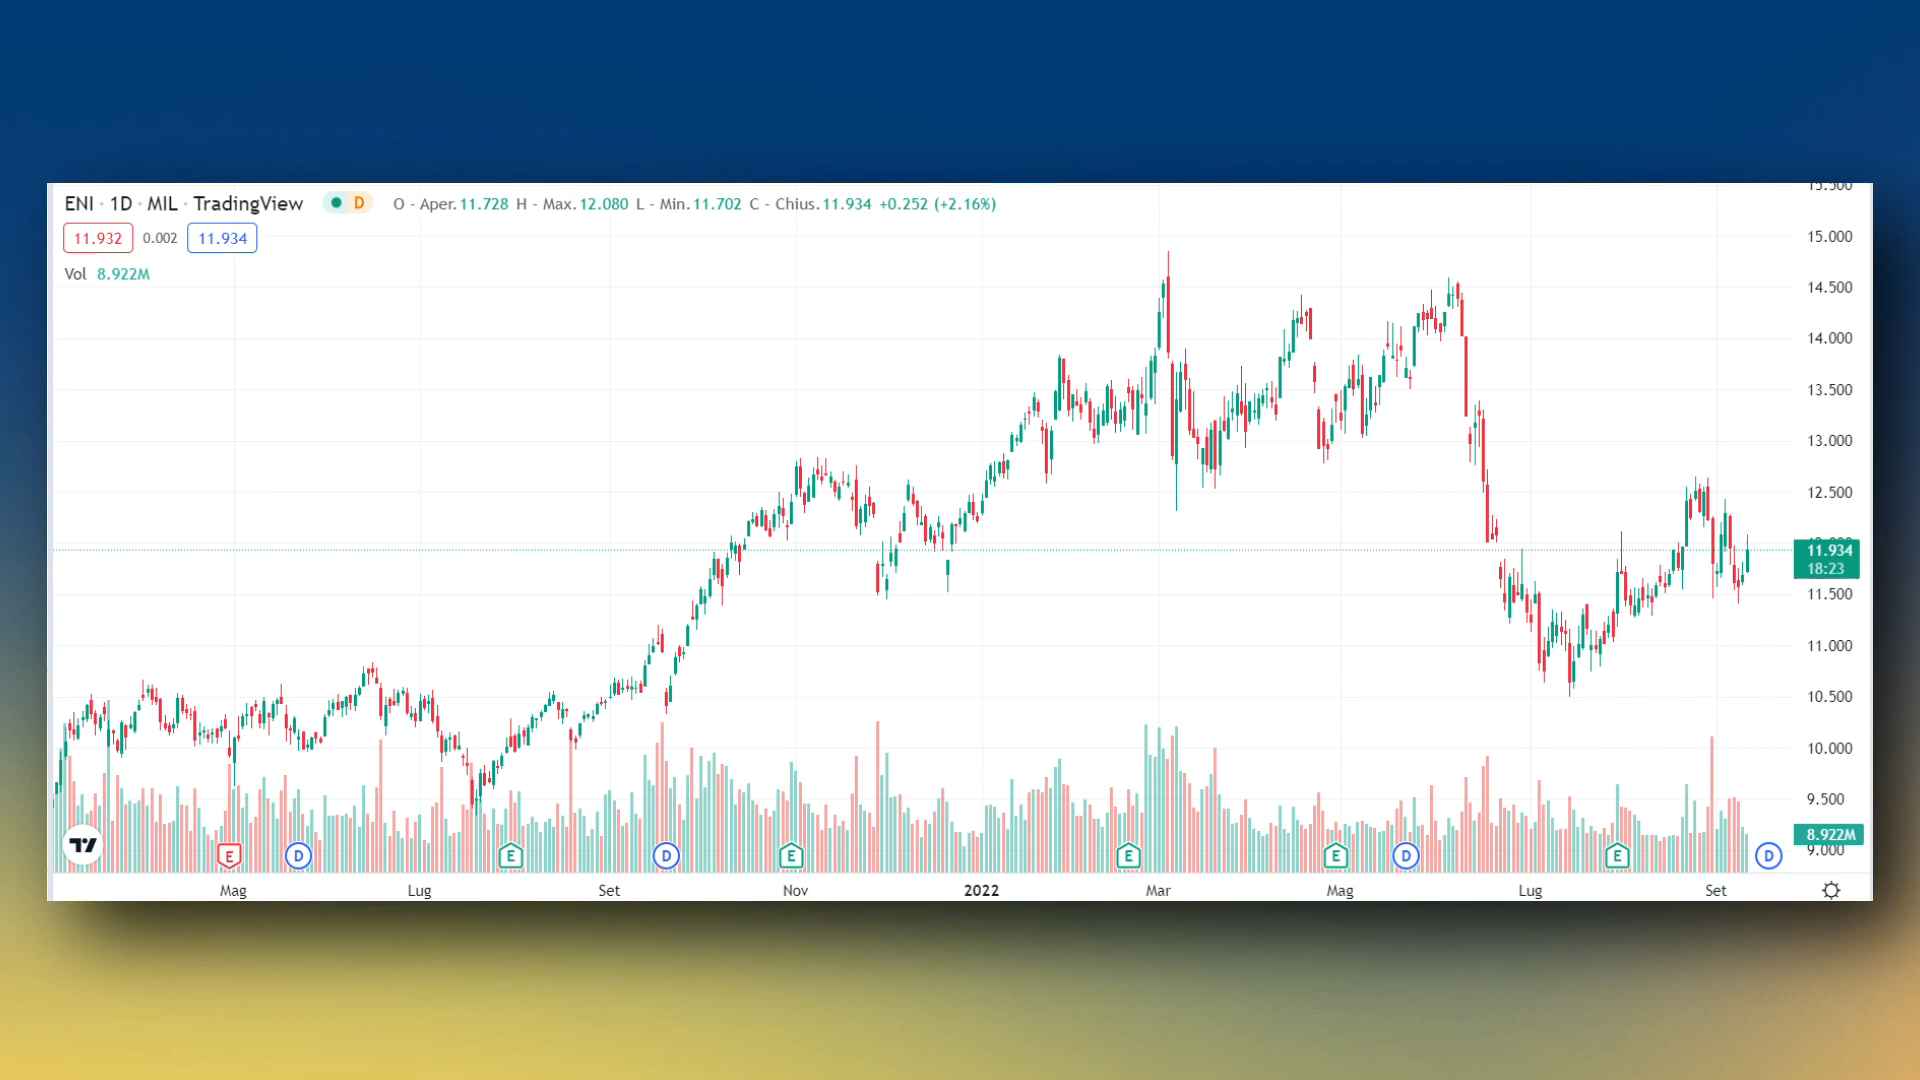 ENI · 1D · MIL · TradingView D O - Aper. 11.728 H - Max. 12.080 L - Min. 11.702 C - Chius. 11.934 +0.252 (+2.16%)
11.932 0.002 11.934
Vol 8.922M
15.500
15.000
14.500
14.000
13.500
13.000
12.500
11.934
18:23
11.500
11.000
10.500
10.000
9.500
8.922M
9.000
E D E D E E E D E D
Mag Lug Set Nov 2022 Mar Mag Lug Set